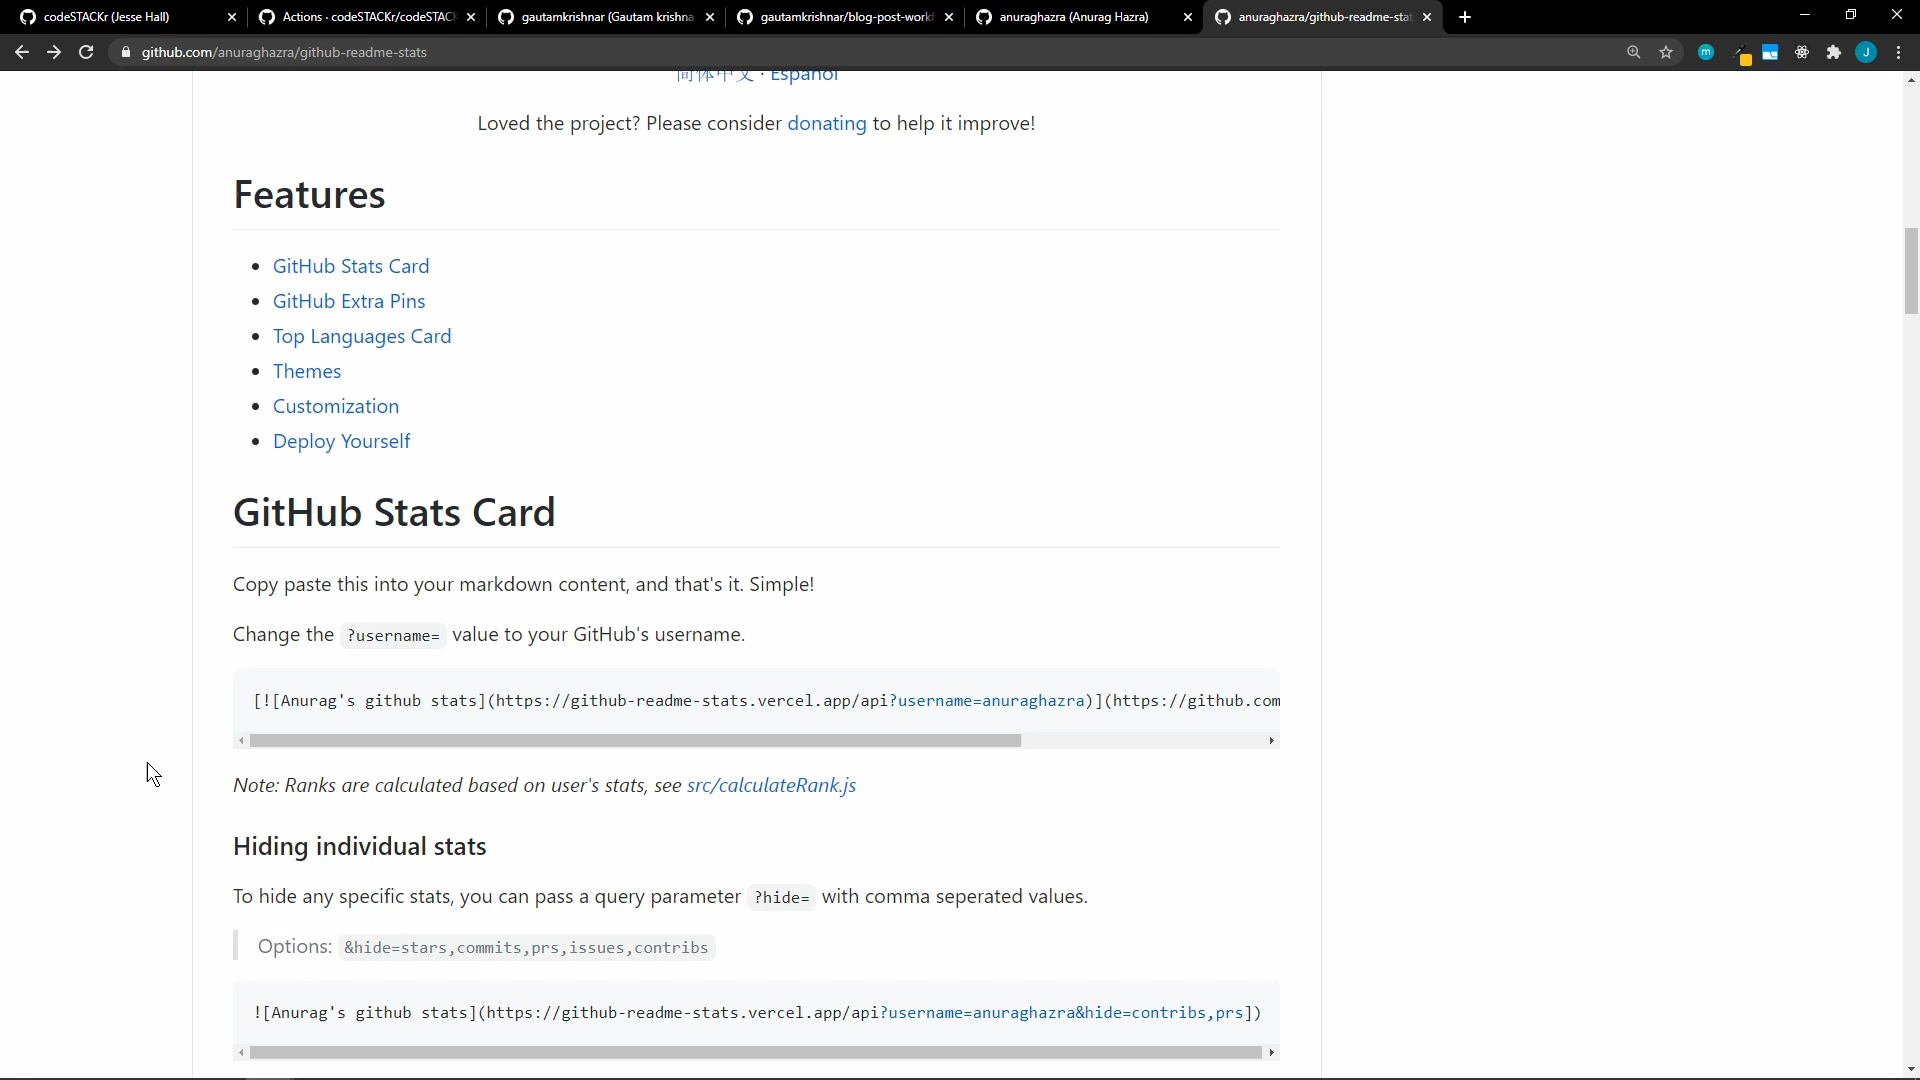 codeSTACKr (Jesse Hall)
Actions · codeSTACKr/codeSTACK
gautamkrishnar (Gautam krishna
gautamkrishnar/blog-post-workf
anuraghazra (Anurag Hazra)
anuraghazra/github-readme-stat
github.com/anuraghazra/github-readme-stats
m
J
简体中文 · Español
Loved the project? Please consider donating to help it improve!
Features
GitHub Stats Card
GitHub Extra Pins
Top Languages Card
Themes
Customization
Deploy Yourself
GitHub Stats Card
Copy paste this into your markdown content, and that's it. Simple!
Change the ?username= value to your GitHub's username.
[![Anurag's github stats](https://github-readme-stats.vercel.app/api?username=anuraghazra)](https://github.com
Note: Ranks are calculated based on user's stats, see src/calculateRank.js
Hiding individual stats
To hide any specific stats, you can pass a query parameter ?hide= with comma seperated values.
Options: &hide=stars,commits,prs,issues,contribs
![Anurag's github stats](https://github-readme-stats.vercel.app/api?username=anuraghazra&hide=contribs,prs])